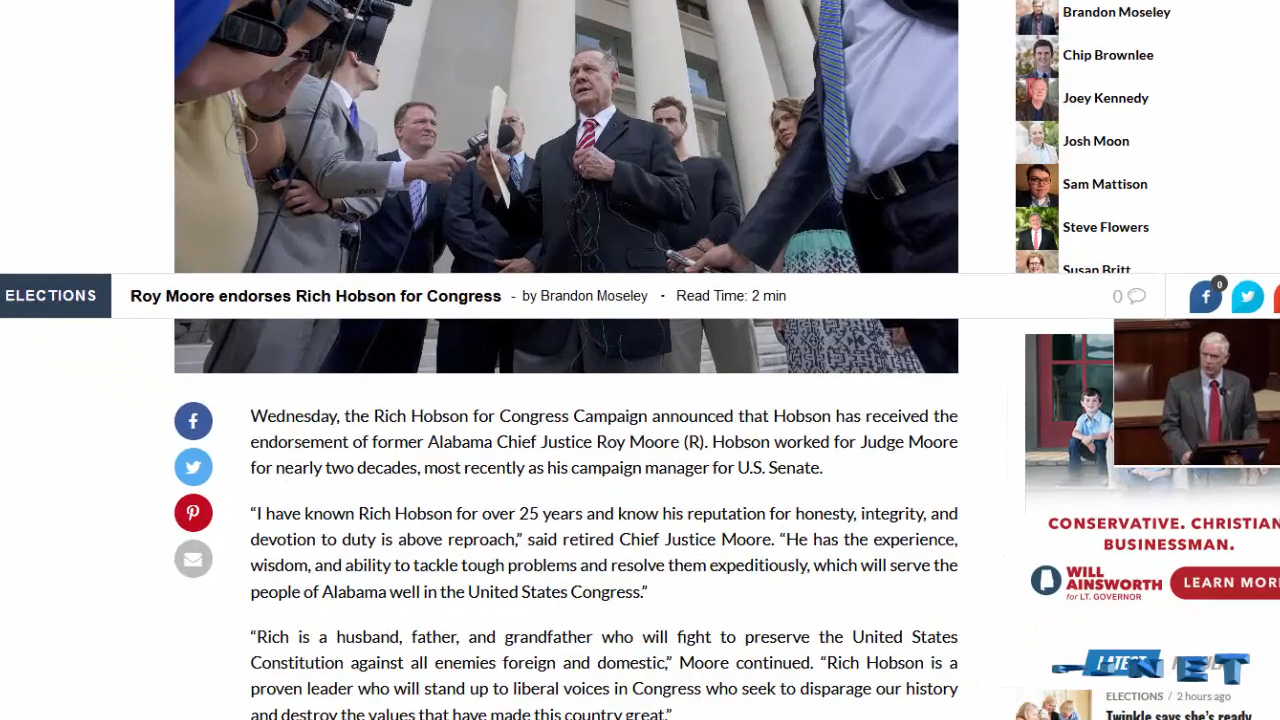 Brandon Moseley
Chip Brownlee
Joey Kennedy
Josh Moon
Sam Mattison
Steve Flowers
Susan Britt
ELECTIONS Roy Moore endorses Rich Hobson for Congress - by Brandon Moseley · Read Time: 2 min 0 0
Wednesday, the Rich Hobson for Congress Campaign announced that Hobson has received the
endorsement of former Alabama Chief Justice Roy Moore (R). Hobson worked for Judge Moore
for nearly two decades, most recently as his campaign manager for U.S. Senate.
“I have known Rich Hobson for over 25 years and know his reputation for honesty, integrity, and
devotion to duty is above reproach,” said retired Chief Justice Moore. “He has the experience,
wisdom, and ability to tackle tough problems and resolve them expeditiously, which will serve the
people of Alabama well in the United States Congress.”
“Rich is a husband, father, and grandfather who will fight to preserve the United States
Constitution against all enemies foreign and domestic,” Moore continued. “Rich Hobson is a
proven leader who will stand up to liberal voices in Congress who seek to disparage our history
and destroy the values that have made this country great.”
CONSERVATIVE. CHRISTIAN
BUSINESSMAN.
WILL
AINSWORTH
for LT. GOVERNOR
LEARN MOR
LATEST
NET
ELECTIONS / 2 hours ago
Twinkle says she’s ready